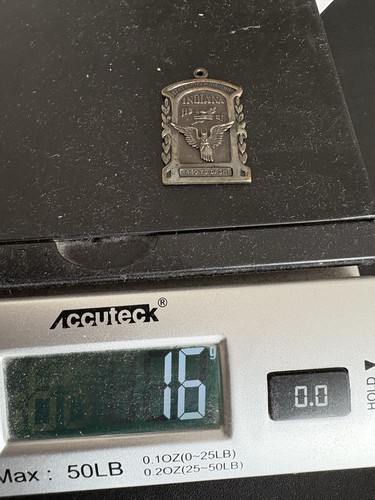 INDIANA
Accuteck®
16 g
0.0
HOLD
Max : 50LB 0.1OZ(0~25LB)
0.2OZ(25~50LB)